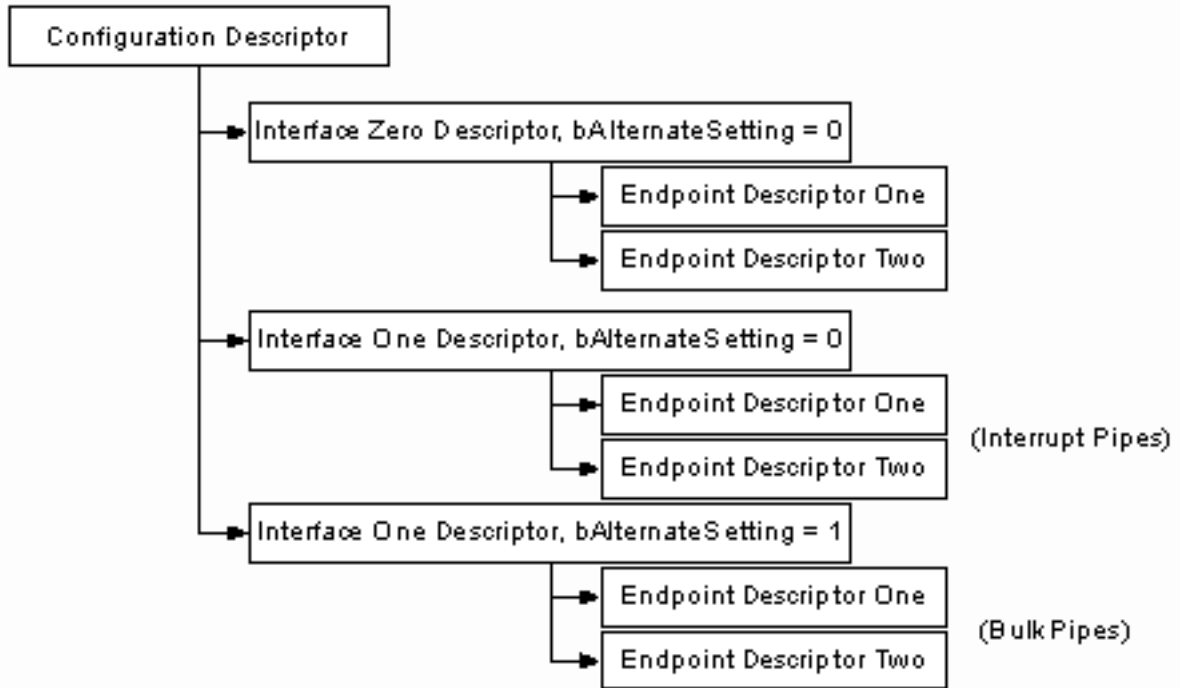 Configuration Descriptor
Interface Zero Descriptor, bAlternateSetting = 0
Endpoint Descriptor One
Endpoint Descriptor Two
Interface One Descriptor, bAlternateSetting = 0
Endpoint Descriptor One
(Interrupt Pipes)
Endpoint Descriptor Two
Interface One Descriptor, bAlternateSetting = 1
Endpoint Descriptor One
(Bulk Pipes)
Endpoint Descriptor Two